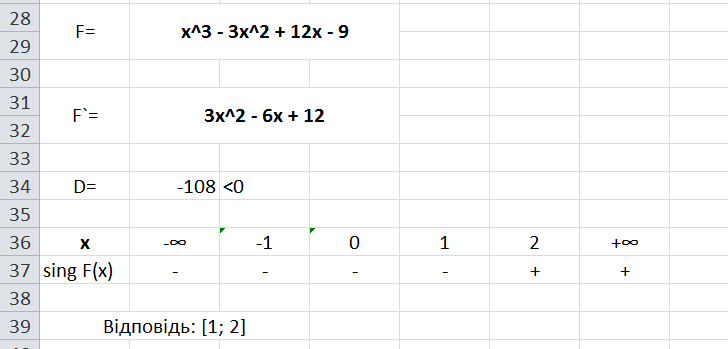 28
F= x^3 - 3x^2 + 12x - 9
29
30
31
F`= 3x^2 - 6x + 12
32
33
34 D= -108 <0
35
36 x -∞ -1 0 1 2 +∞
37 sing F(x) - - - - + +
38
39 Відповідь: [1; 2]